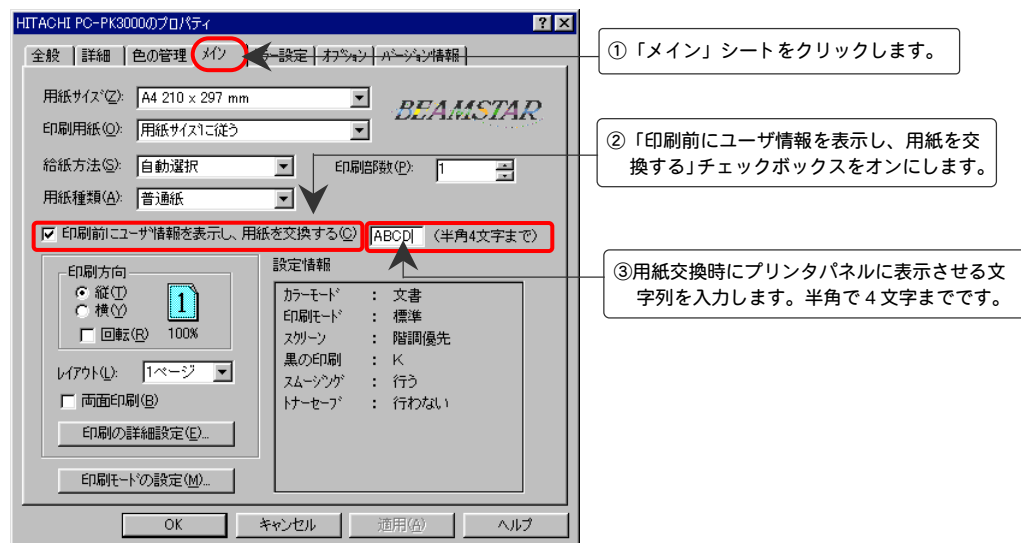 HITACHI PC-PK3000のプロパティ
全般 詳細 色の管理 メイン ラー設定 オプション バージョン情報
①「メイン」シートをクリックします。
用紙サイズ(Z): A4 210 x 297 mm
BEAMSTAR
印刷用紙(O): 用紙サイズに従う
②「印刷前にユーザ情報を表示し、用紙を交
換する」チェックボックスをオンにします。
給紙方法(S): 自動選択 印刷部数(P): 1
用紙種類(A): 普通紙
印刷前にユーザ情報を表示し、用紙を交換する(C) ABCD (半角4文字まで)
③用紙交換時にプリンタパネルに表示させる文
字列を入力します。半角で 4 文字までです。
印刷方向
縦(T)
横(Y)
1
回転(R) 100%
レイアウト(L): 1ページ
両面印刷(B)
印刷の詳細設定(E)...
印刷モードの設定(M)...
設定情報
カラーモード : 文書
印刷モード : 標準
スクリーン : 階調優先
黒の印刷 : K
スムージング : 行う
トナーセーブ : 行わない
OK キャンセル 適用(A) ヘルプ